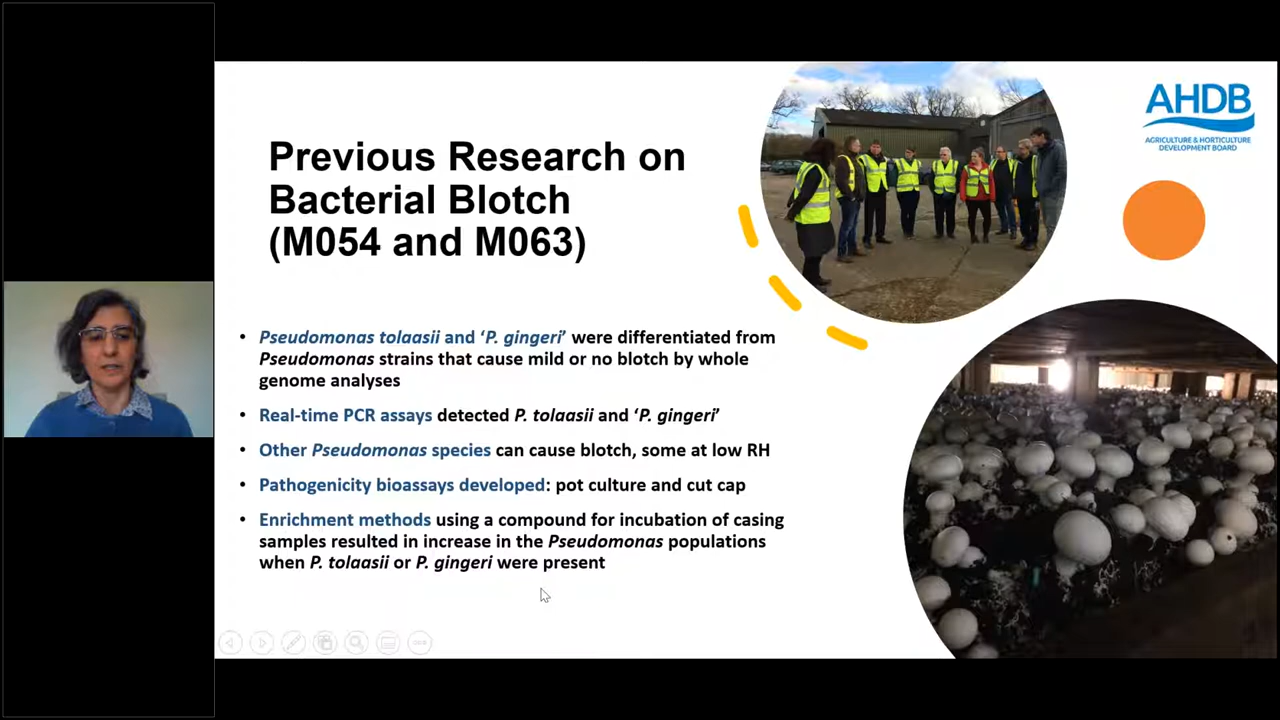 Previous Research on
Bacterial Blotch
(M054 and M063)
AHDB
AGRICULTURE & HORTICULTURE
DEVELOPMENT BOARD
• Pseudomonas tolaasii and ‘P. gingeri’ were differentiated from
Pseudomonas strains that cause mild or no blotch by whole
genome analyses
• Real-time PCR assays detected P. tolaasii and ‘P. gingeri’
• Other Pseudomonas species can cause blotch, some at low RH
• Pathogenicity bioassays developed: pot culture and cut cap
• Enrichment methods using a compound for incubation of casing
samples resulted in increase in the Pseudomonas populations
when P. tolaasii or P. gingeri were present